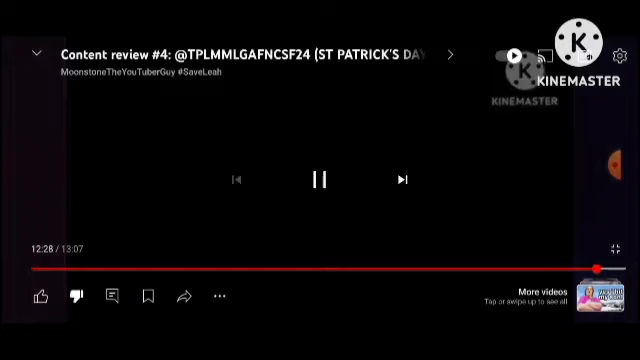 Content review #4: @TPLMMLGAFNCSF24 (ST PATRICK'S DAY
MoonstoneTheYouTuberGuy #SaveLeah
K
KINEMASTER
K
KINEMASTER
12:28 / 13:07
More videos
Tap or swipe up to see all